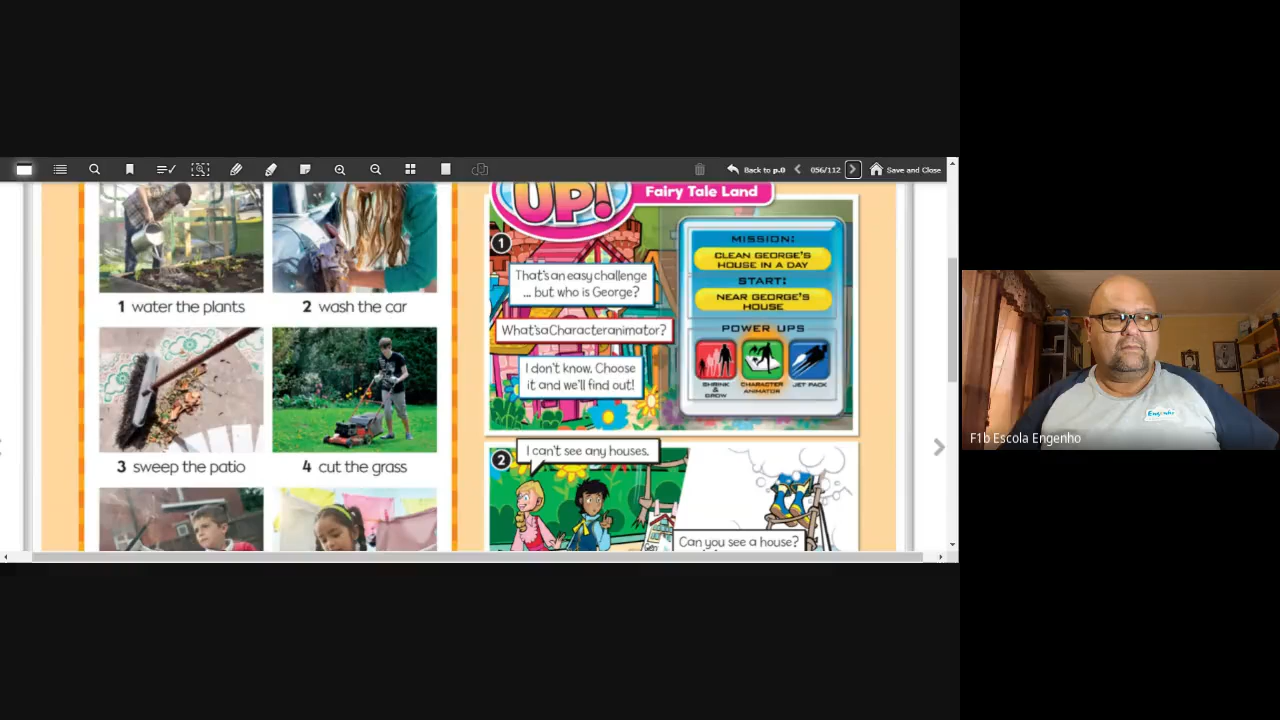 Back to p.0
056/112
Save and Close
1 water the plants
2 wash the car
3 sweep the patio
4 cut the grass
UP!
Fairy Tale Land
1
That's an easy challenge
... but who is George?
What'saCharacteranimator?
I don't know. Choose
it and we'll find out!
MISSION:
CLEAN GEORGE'S
HOUSE IN A DAY
START:
NEAR GEORGE'S
HOUSE
POWER UPS
SHRINK
&
GROW
CHARACTER
ANIMATOR
JET PACK
2
I can't see any houses.
Can you see a house?
Engenho
F1b Escola Engenho